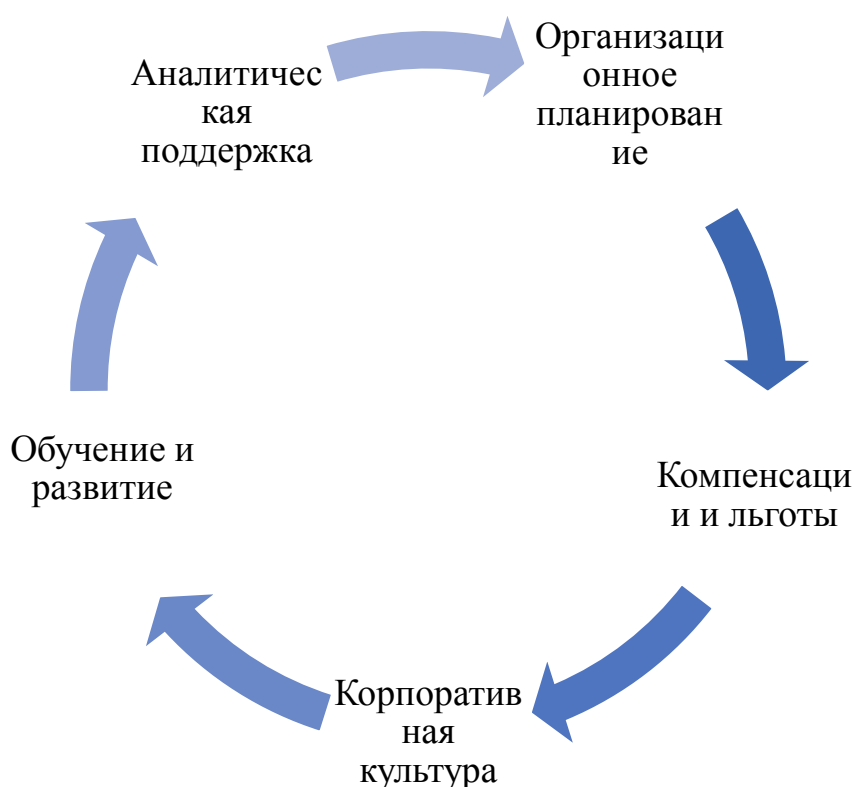 Организаци
онное
планирован
ие
Компенсаци
и и льготы
Корпоратив
ная
культура
Обучение и
развитие
Аналитичес
кая
поддержка